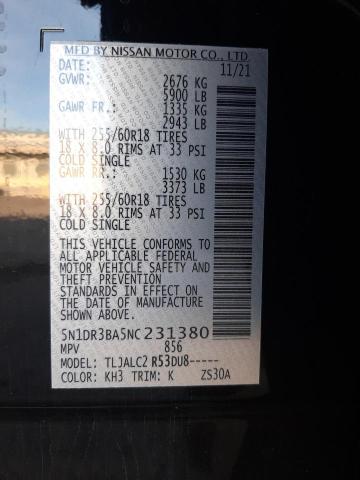 MFD BY NISSAN MOTOR CO., LTD.
DATE: 11/21
GVWR: 2676 KG
5900 LB
GAWR FR.: 1335 KG
2943 LB
WITH 255/60R18 TIRES
18 X 8.0 RIMS AT 33 PSI
COLD SINGLE
GAWR RR.: 1530 KG
3373 LB
WITH 255/60R18 TIRES
18 X 8.0 RIMS AT 33 PSI
COLD SINGLE
THIS VEHICLE CONFORMS TO
ALL APPLICABLE FEDERAL
MOTOR VEHICLE SAFETY AND
THEFT PREVENTION
STANDARDS IN EFFECT ON
THE DATE OF MANUFACTURE
SHOWN ABOVE.
5N1DR3BA5NC231380
MPV 856
MODEL: TLJALC2 R53DU8-----
COLOR: KH3 TRIM: K ZS30A